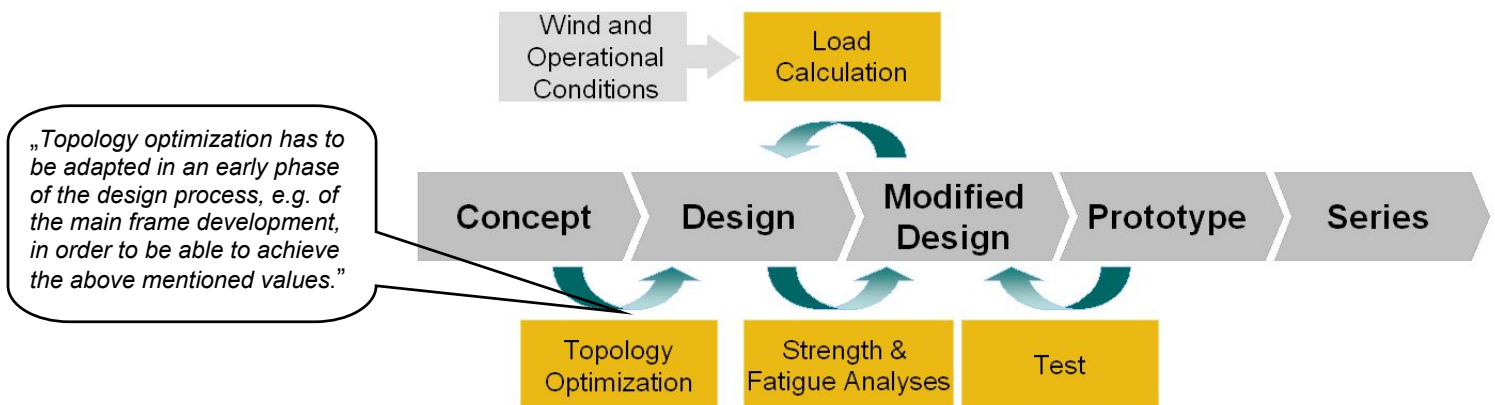 Wind and
Operational
Conditions
Load
Calculation
„Topology optimization has to
be adapted in an early phase
of the design process, e.g. of
the main frame development,
in order to be able to achieve
the above mentioned values.”
Concept
Design
Modified
Design
Prototype
Series
Topology
Optimization
Strength &
Fatigue Analyses
Test